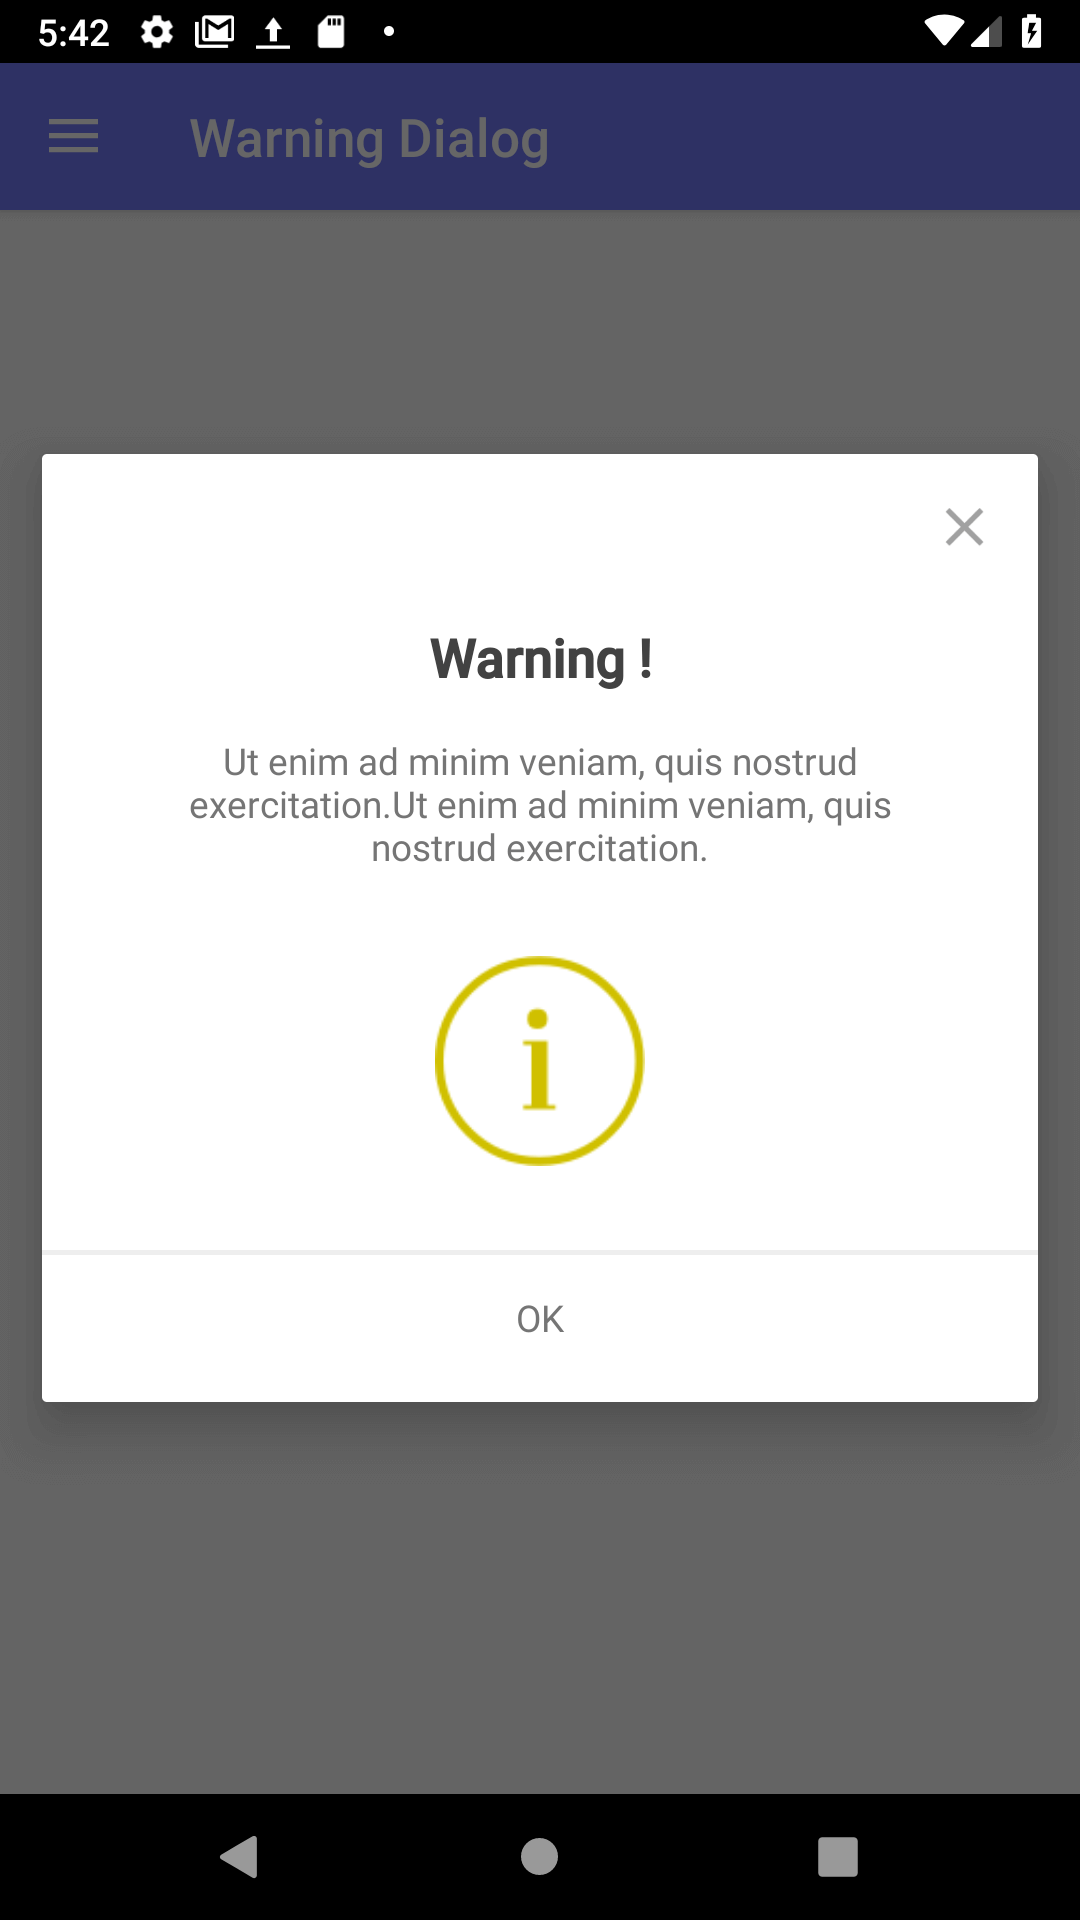 5:42
Warning Dialog
Warning !
Ut enim ad minim veniam, quis nostrud
exercitation.Ut enim ad minim veniam, quis
nostrud exercitation.
i
OK